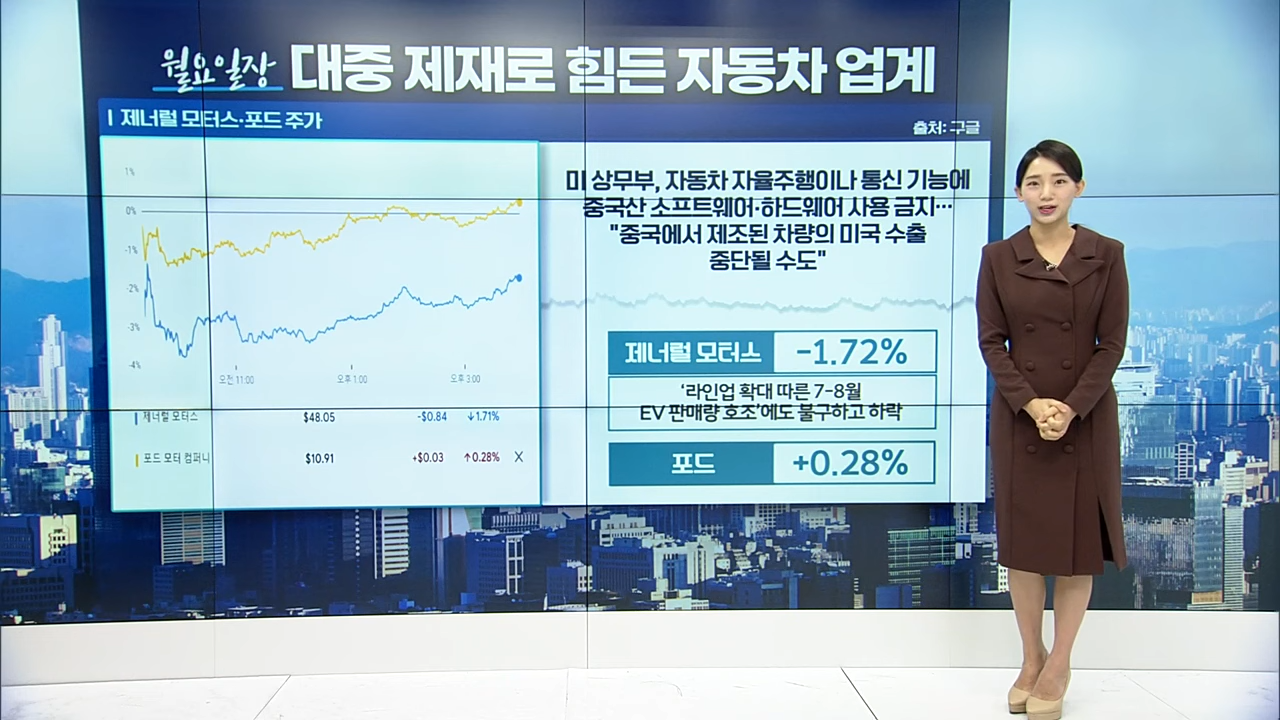 월요일장 대중 제재로 힘든 자동차 업계
제너럴 모터스·포드 주가
출처: 구글
1%
0%
-1%
-2%
-3%
-4%
오전 11:00 오후 1:00 오후 3:00
제너럴 모터스 $48.05 -$0.84 ↓1.71%
포드 모터 컴퍼니 $10.91 +$0.03 ↑0.28% X
미 상무부, 자동차 자율주행이나 통신 기능에
중국산 소프트웨어·하드웨어 사용 금지…
"중국에서 제조된 차량의 미국 수출
중단될 수도"
제너럴 모터스 -1.72%
'라인업 확대 따른 7-8월
EV 판매량 호조'에도 불구하고 하락
포드 +0.28%